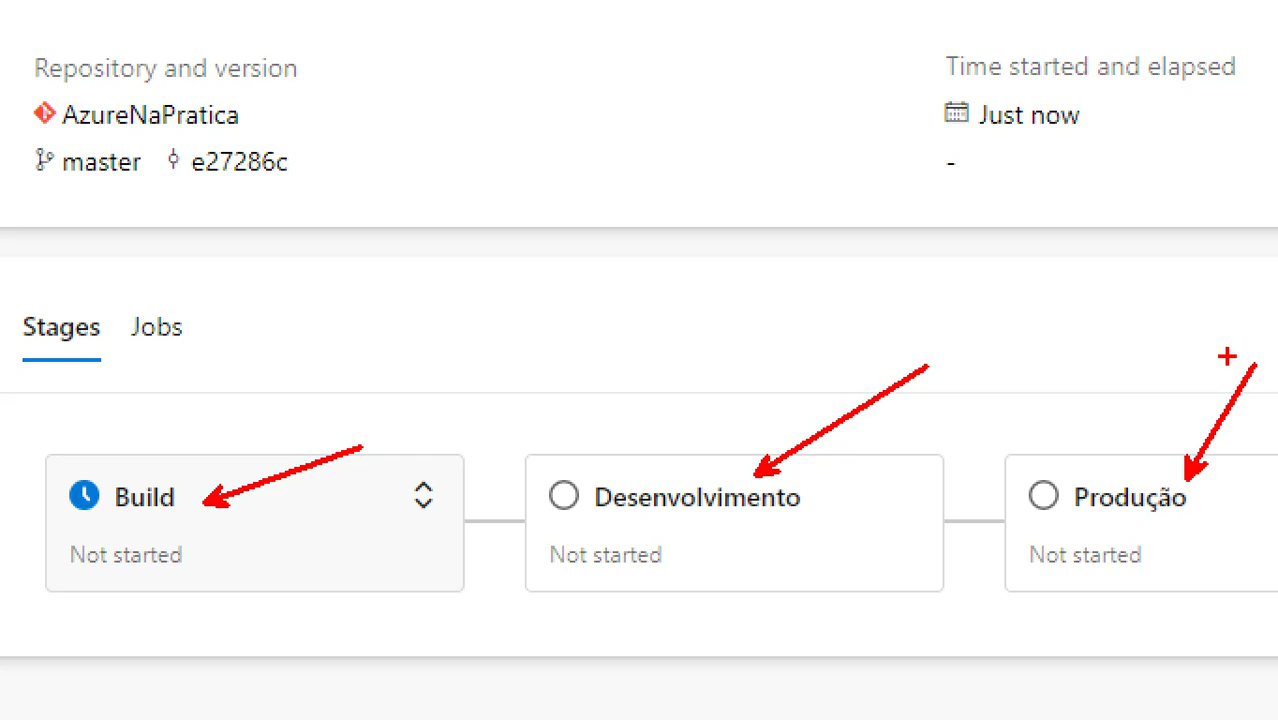 Repository and version
Time started and elapsed
AzureNaPratica
Just now
master e27286c
-
Stages Jobs
Build
Desenvolvimento
Produção
Not started
Not started
Not started